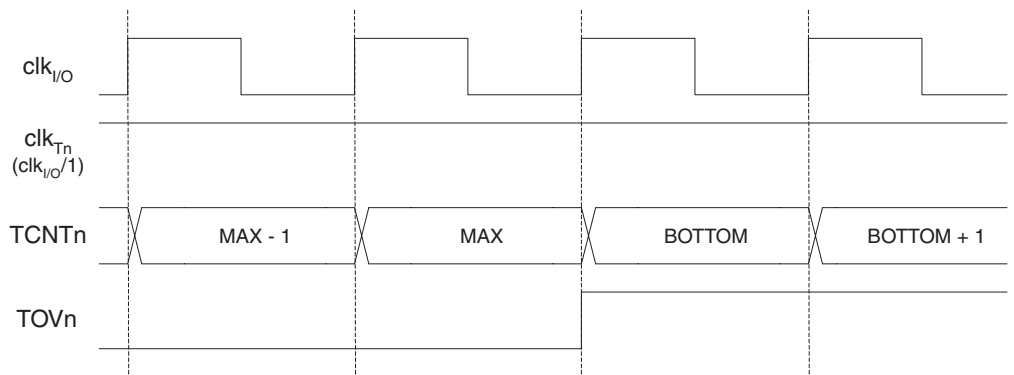 clkI/O
clkTn
(clkI/O/1)
TCNTn MAX - 1 MAX BOTTOM BOTTOM + 1
TOVn